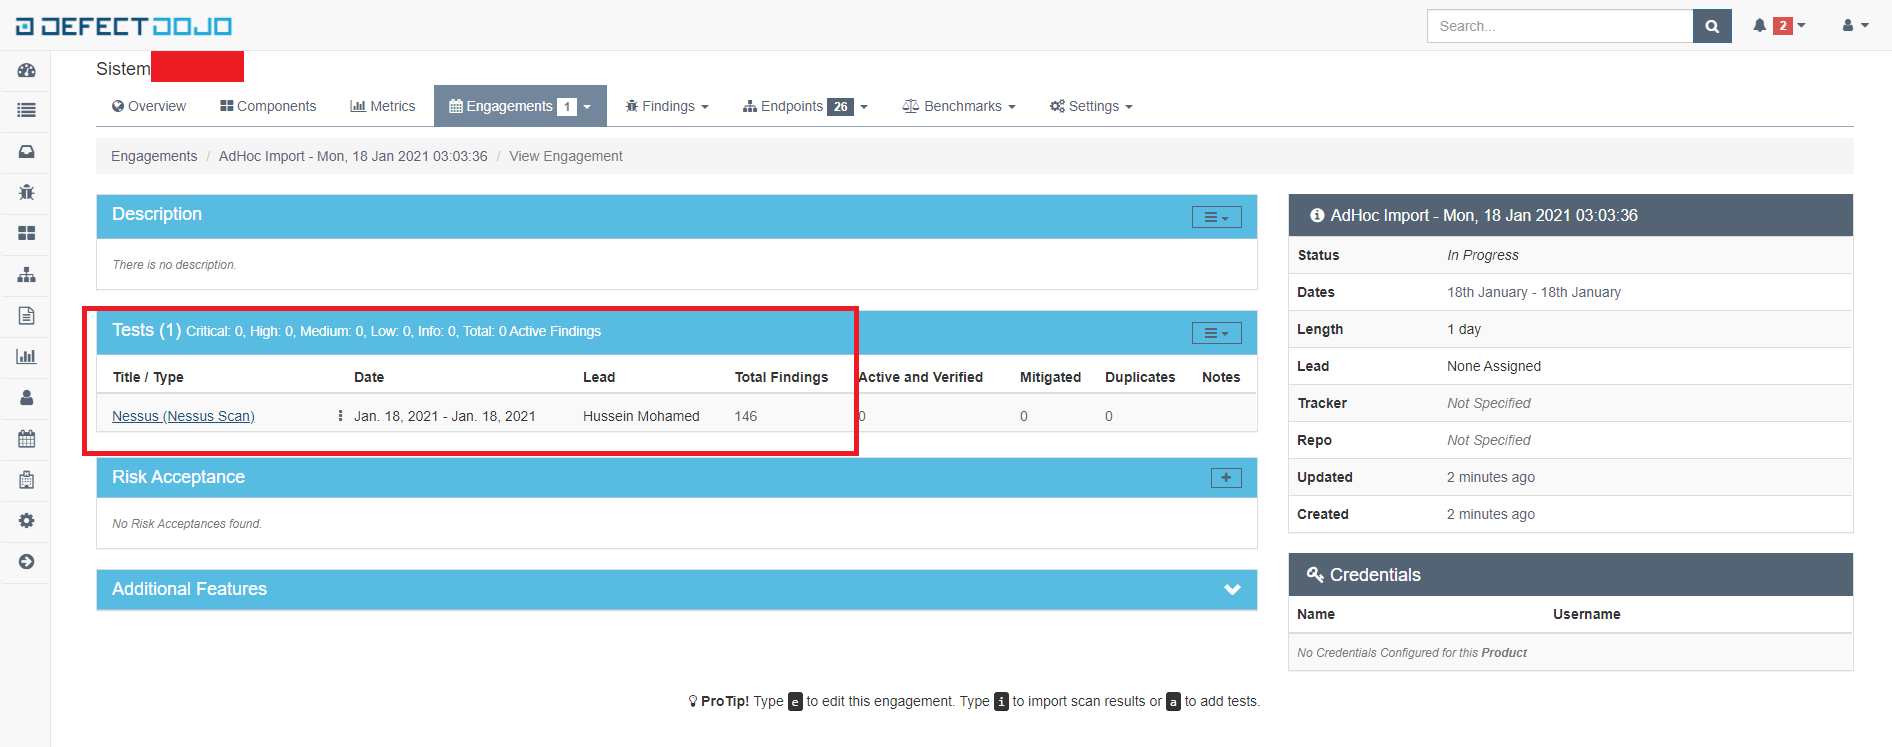 DEFECTDOJO
Search...
2
Sistem
Overview
Components
Metrics
Engagements 1
Findings
Endpoints 26
Benchmarks
Settings
Engagements / AdHoc Import - Mon, 18 Jan 2021 03:03:36 / View Engagement
Description
There is no description.
Tests (1) Critical: 0, High: 0, Medium: 0, Low: 0, Info: 0, Total: 0 Active Findings
Title / Type Date Lead Total Findings Active and Verified Mitigated Duplicates Notes
Nessus (Nessus Scan) Jan. 18, 2021 - Jan. 18, 2021 Hussein Mohamed 146 0 0 0
Risk Acceptance
No Risk Acceptances found.
Additional Features
AdHoc Import - Mon, 18 Jan 2021 03:03:36
Status In Progress
Dates 18th January - 18th January
Length 1 day
Lead None Assigned
Tracker Not Specified
Repo Not Specified
Updated 2 minutes ago
Created 2 minutes ago
Credentials
Name Username
No Credentials Configured for this Product
ProTip! Type e to edit this engagement. Type i to import scan results or a to add tests.